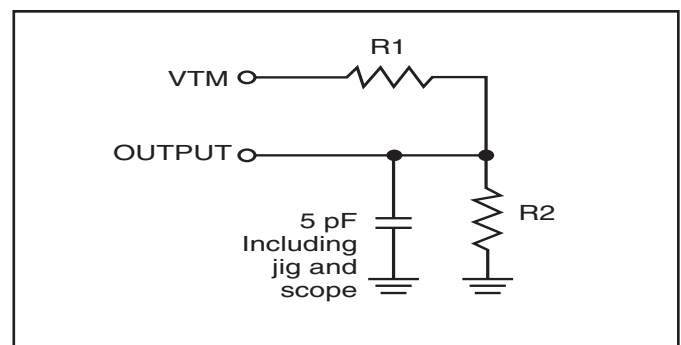 R1
VTM
OUTPUT
R2
5 pF
Including
jig and
scope